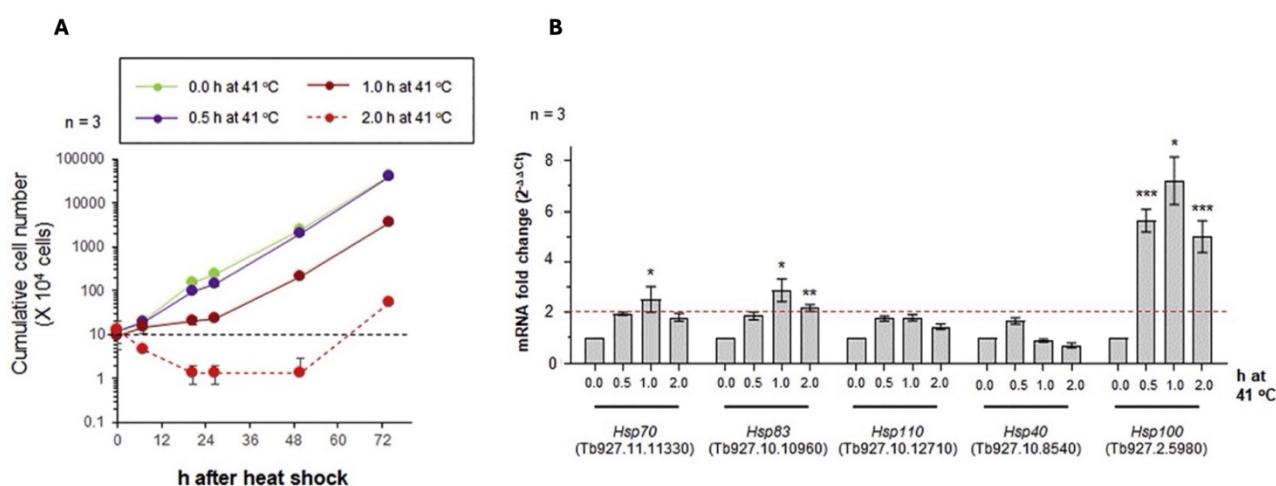 A
0.0 h at 41 °C
1.0 h at 41 °C
0.5 h at 41 °C
2.0 h at 41 °C
n = 3
Cumulative cell number
(X 10⁴ cells)
100000
10000
1000
100
10
1
0.1
0 12 24 36 48 60 72
h after heat shock
B
n = 3
mRNA fold change (2-ΔΔCt)
8
6
4
2
0
*
*
**
***
*
***
0.0 0.5 1.0 2.0 0.0 0.5 1.0 2.0 0.0 0.5 1.0 2.0 0.0 0.5 1.0 2.0 0.0 0.5 1.0 2.0
h at
41 °C
Hsp70
(Tb927.11.11330)
Hsp83
(Tb927.10.10960)
Hsp110
(Tb927.10.12710)
Hsp40
(Tb927.10.8540)
Hsp100
(Tb927.2.5980)